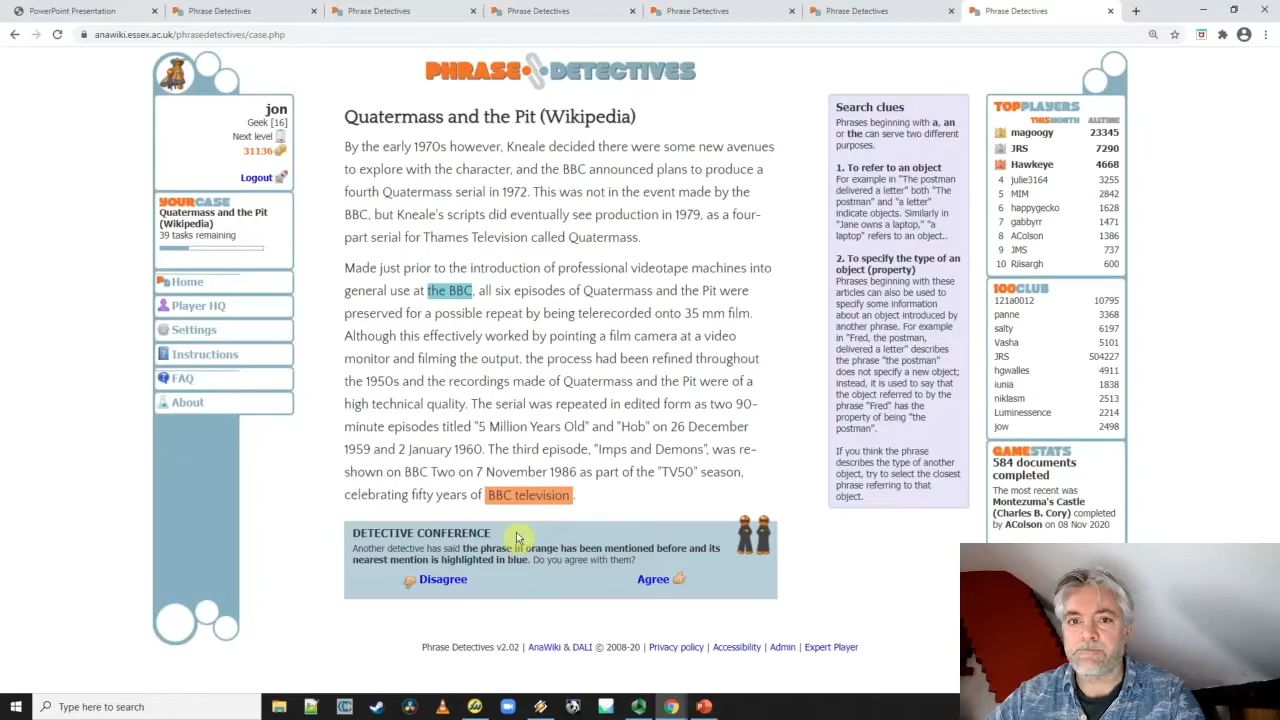 PowerPoint Presentation
Phrase Detectives
Phrase Detectives
Phrase Detectives
Phrase Detectives
Phrase Detectives
Phrase Detectives
anawiki.essex.ac.uk/phrasedetectives/case.php
PHRASE DETECTIVES
jon
Geek [16]
Next level
31136
Logout
YOURCASE
Quatermass and the Pit
(Wikipedia)
39 tasks remaining
Home
Player HQ
Settings
Instructions
FAQ
About
Quatermass and the Pit (Wikipedia)
By the early 1970s however, Kneale decided there were some new avenues
to explore with the character, and the BBC announced plans to produce a
fourth Quatermass serial in 1972. This was not in the event made by the
BBC, but Kneale's scripts did eventually see production in 1979, as a four-
part serial for Thames Television called Quatermass.
Made just prior to the introduction of professional videotape machines into
general use at the BBC, all six episodes of Quatermass and the Pit were
preserved for a possible repeat by being telerecorded onto 35 mm film.
Although this effectively worked by pointing a film camera at a video
monitor and filming the output, the process had been refined throughout
the 1950s and the recordings made of Quatermass and the Pit were of a
high technical quality. The serial was repeated in edited form as two 90-
minute episodes titled "5 Million Years Old" and "Hob" on 26 December
1959 and 2 January 1960. The third episode, "Imps and Demons", was re-
shown on BBC Two on 7 November 1986 as part of the "TV50" season,
celebrating fifty years of BBC television.
DETECTIVE CONFERENCE
Another detective has said the phrase in orange has been mentioned before and its
nearest mention is highlighted in blue. Do you agree with them?
Disagree
Agree
Search clues
Phrases beginning with a, an
or the can serve two different
purposes.
1. To refer to an object
For example in "The postman
delivered a letter" both "The
postman" and "a letter"
indicate objects. Similarly in
"Jane owns a laptop," "a
laptop" refers to an object..
2. To specify the type of an
object (property)
Phrases beginning with these
articles can also be used to
specify some information
about an object introduced by
another phrase. For example
in "Fred, the postman,
delivered a letter" describes
the phrase "the postman"
does not specify a new object;
instead, it is used to say that
the object referred to by the
phrase "Fred" has the
property of being "the
postman".
If you think the phrase
describes the type of another
object, try to select the closest
phrase referring to that
object.
TOPPLAYERS
THISMONTH ALLTIME
magoogy 23345
JRS 7290
Hawkeye 4668
4 julie3164 3255
5 MIM 2842
6 happygecko 1628
7 gabbyrr 1471
8 AColson 1386
9 JMS 737
10 Riisargh 600
100CLUB
121a0012 10795
panne 3368
salty 6197
Vasha 5101
JRS 504227
hgwalles 4911
iunia 1838
niklasm 2513
Luminessence 2214
jow 2498
GAMESTATS
584 documents
completed
The most recent was
Montezuma's Castle
(Charles B. Cory) completed
by AColson on 08 Nov 2020
Phrase Detectives v2.02 | AnaWiki & DALI © 2008-20 | Privacy policy | Accessibility | Admin | Expert Player
Type here to search